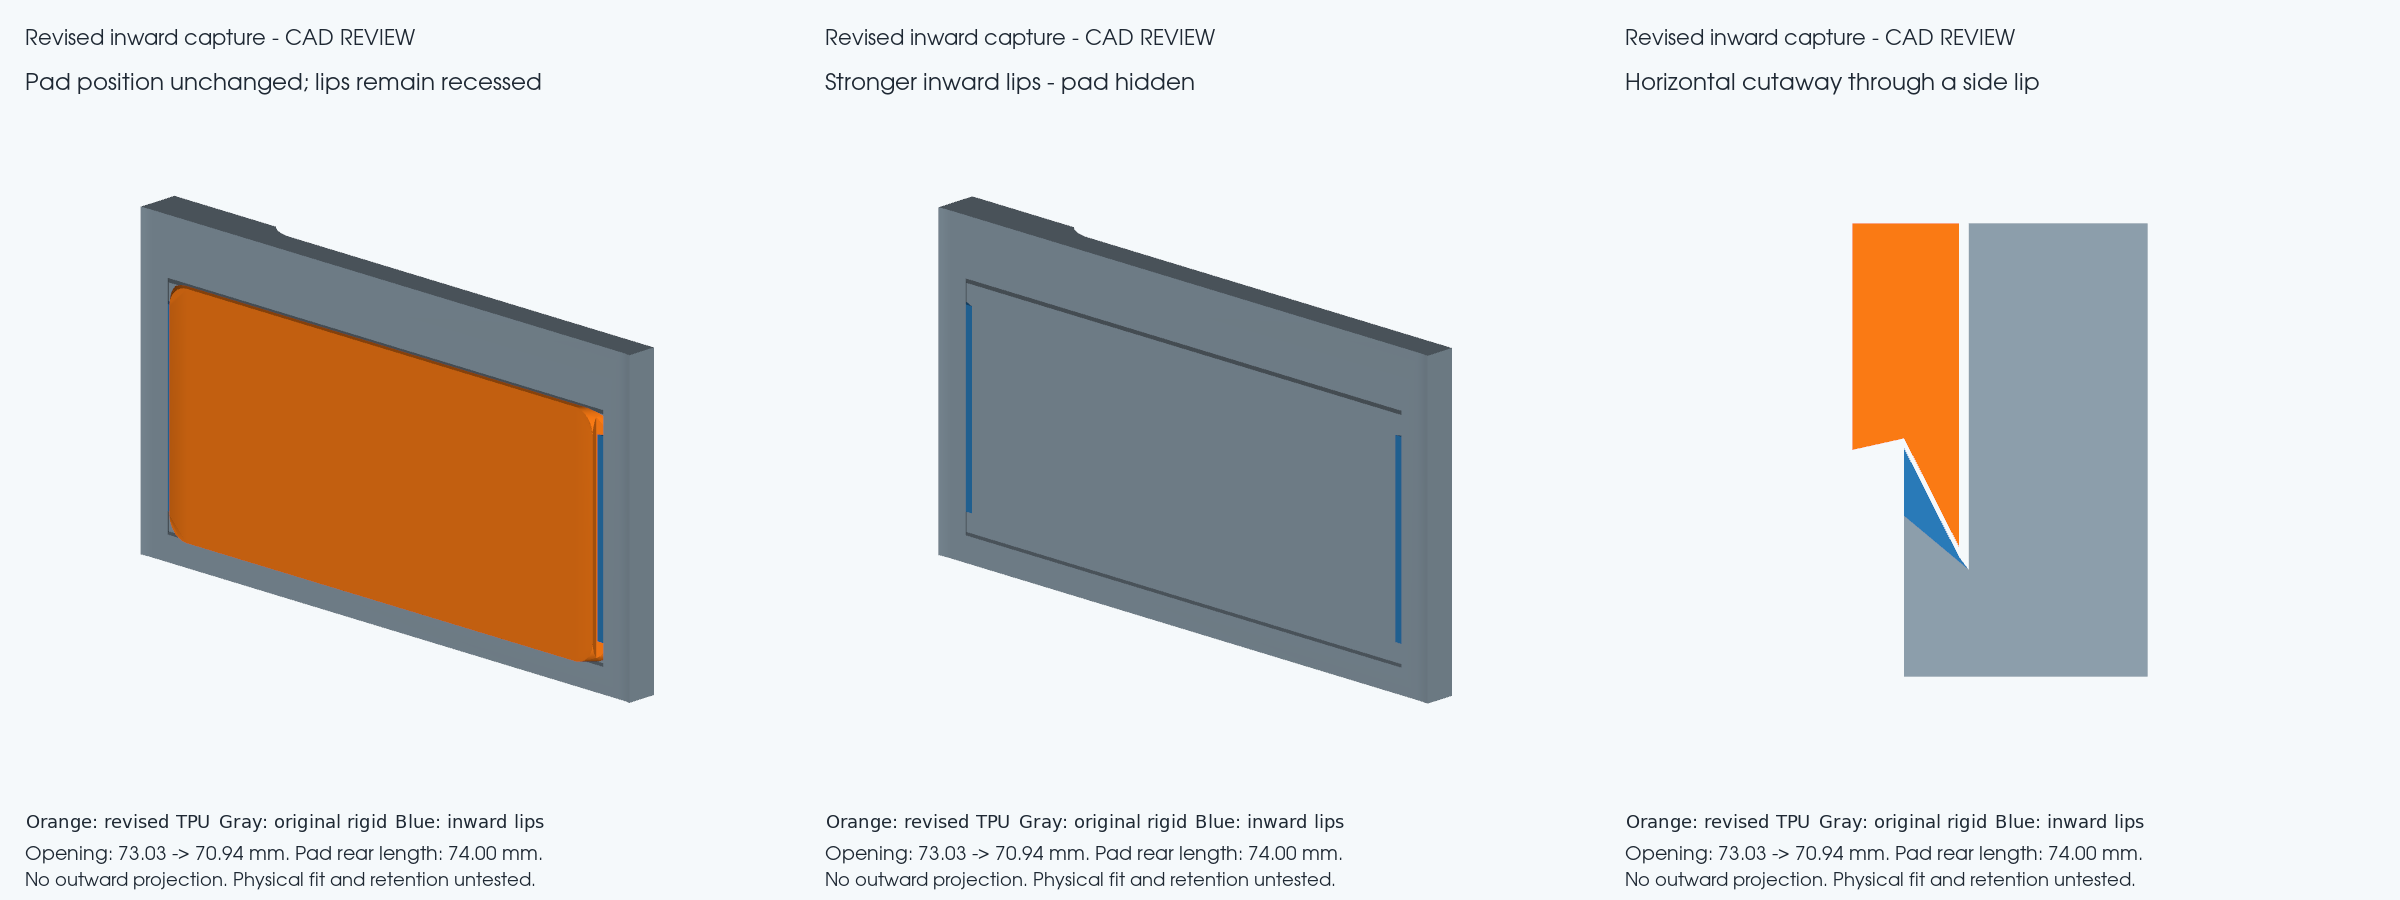 Revised inward capture - CAD REVIEW
Pad position unchanged; lips remain recessed
Orange: revised TPU Gray: original rigid Blue: inward lips
Opening: 73.03 -> 70.94 mm. Pad rear length: 74.00 mm.
No outward projection. Physical fit and retention untested.
Revised inward capture - CAD REVIEW
Stronger inward lips - pad hidden
Orange: revised TPU Gray: original rigid Blue: inward lips
Opening: 73.03 -> 70.94 mm. Pad rear length: 74.00 mm.
No outward projection. Physical fit and retention untested.
Revised inward capture - CAD REVIEW
Horizontal cutaway through a side lip
Orange: revised TPU Gray: original rigid Blue: inward lips
Opening: 73.03 -> 70.94 mm. Pad rear length: 74.00 mm.
No outward projection. Physical fit and retention untested.